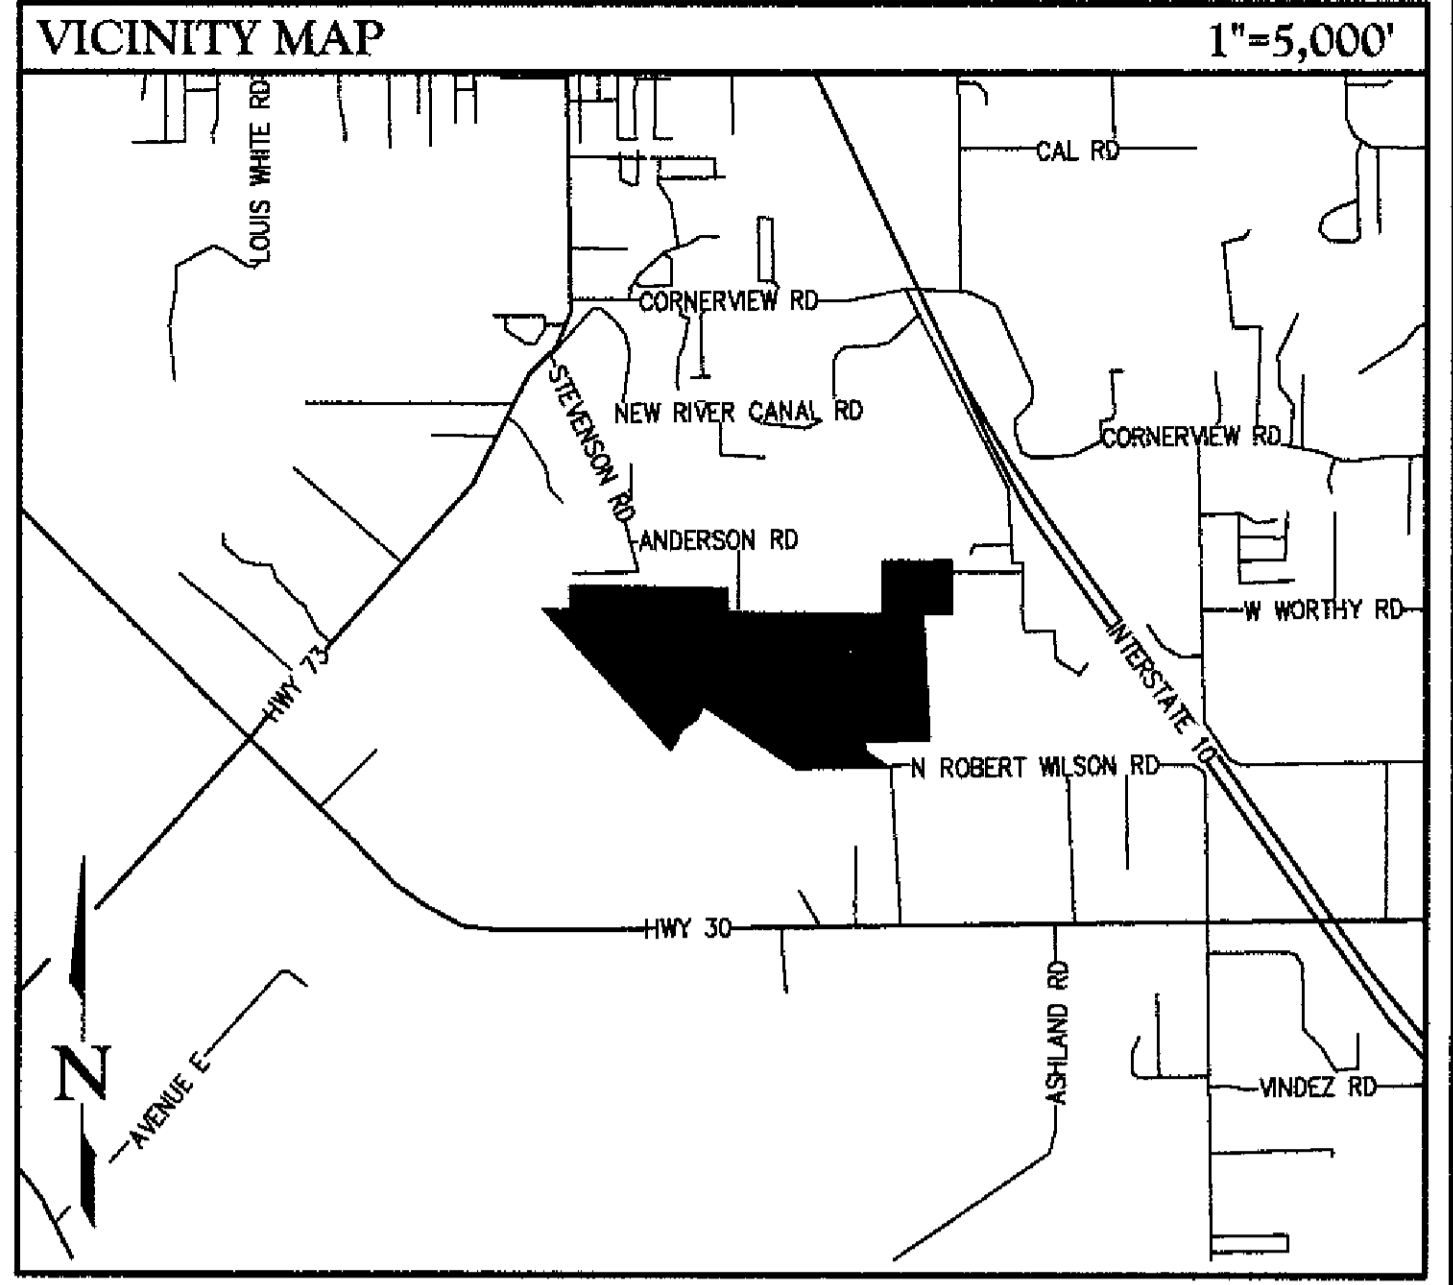 VICINITY MAP 1"=5,000'
LOUIS WHITE RD
CAL RD
CORNERVIEW RD
STEVENSON RD
NEW RIVER CANAL RD
CORNERVIEW RD
ANDERSON RD
W WORTHY RD
INTERSTATE 10
HWY 73
N ROBERT WILSON RD
HWY 30
ASHLAND RD
N
AVENUE E
VINDEZ RD